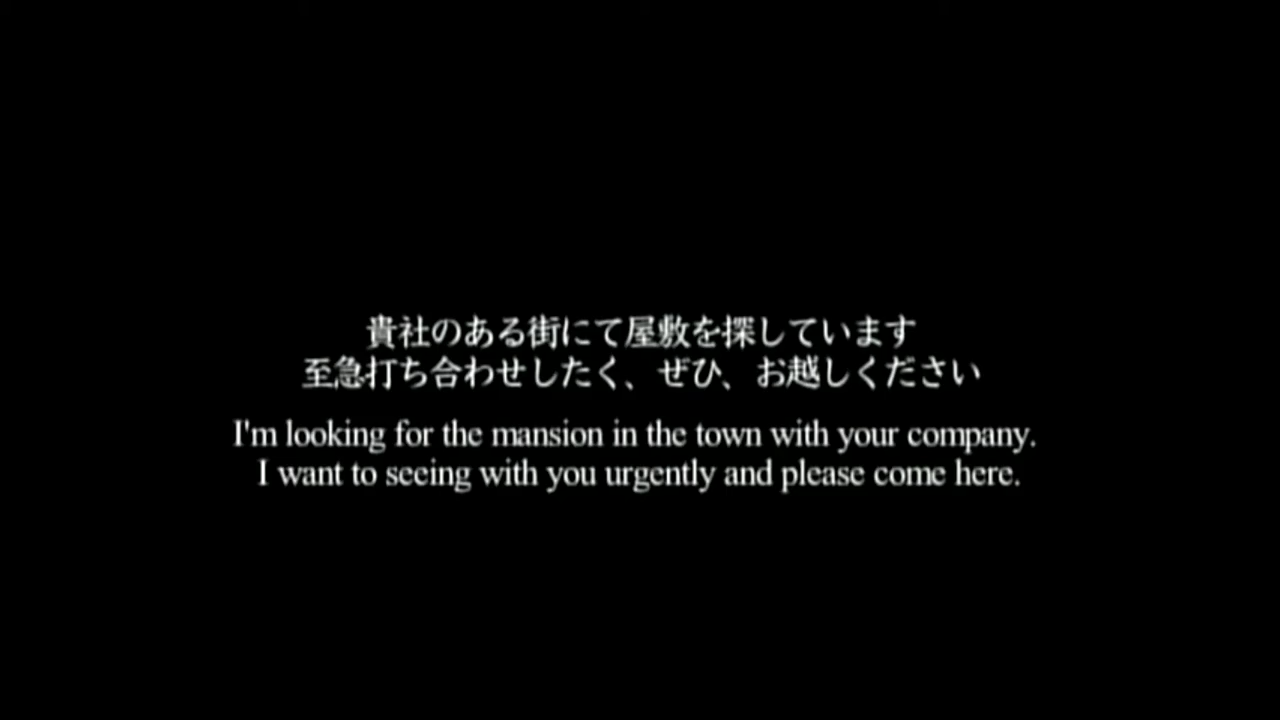 貴社のある街にて屋敷を探しています
至急打ち合わせしたく、ぜひ、お越しください
I'm looking for the mansion in the town with your company.
I want to seeing with you urgently and please come here.